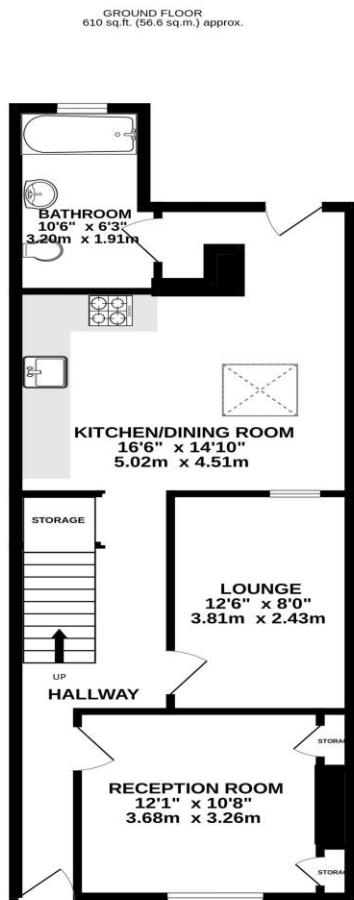 GROUND FLOOR
610 sq.ft. (56.6 sq.m.) approx.
BATHROOM
10'6" x 6'3"
3.20m x 1.91m
KITCHEN/DINING ROOM
16'6" x 14'10"
5.02m x 4.51m
STORAGE
LOUNGE
12'6" x 8'0"
3.81m x 2.43m
UP
HALLWAY
STORAG
RECEPTION ROOM
12'1" x 10'8"
3.68m x 3.26m
STORAG